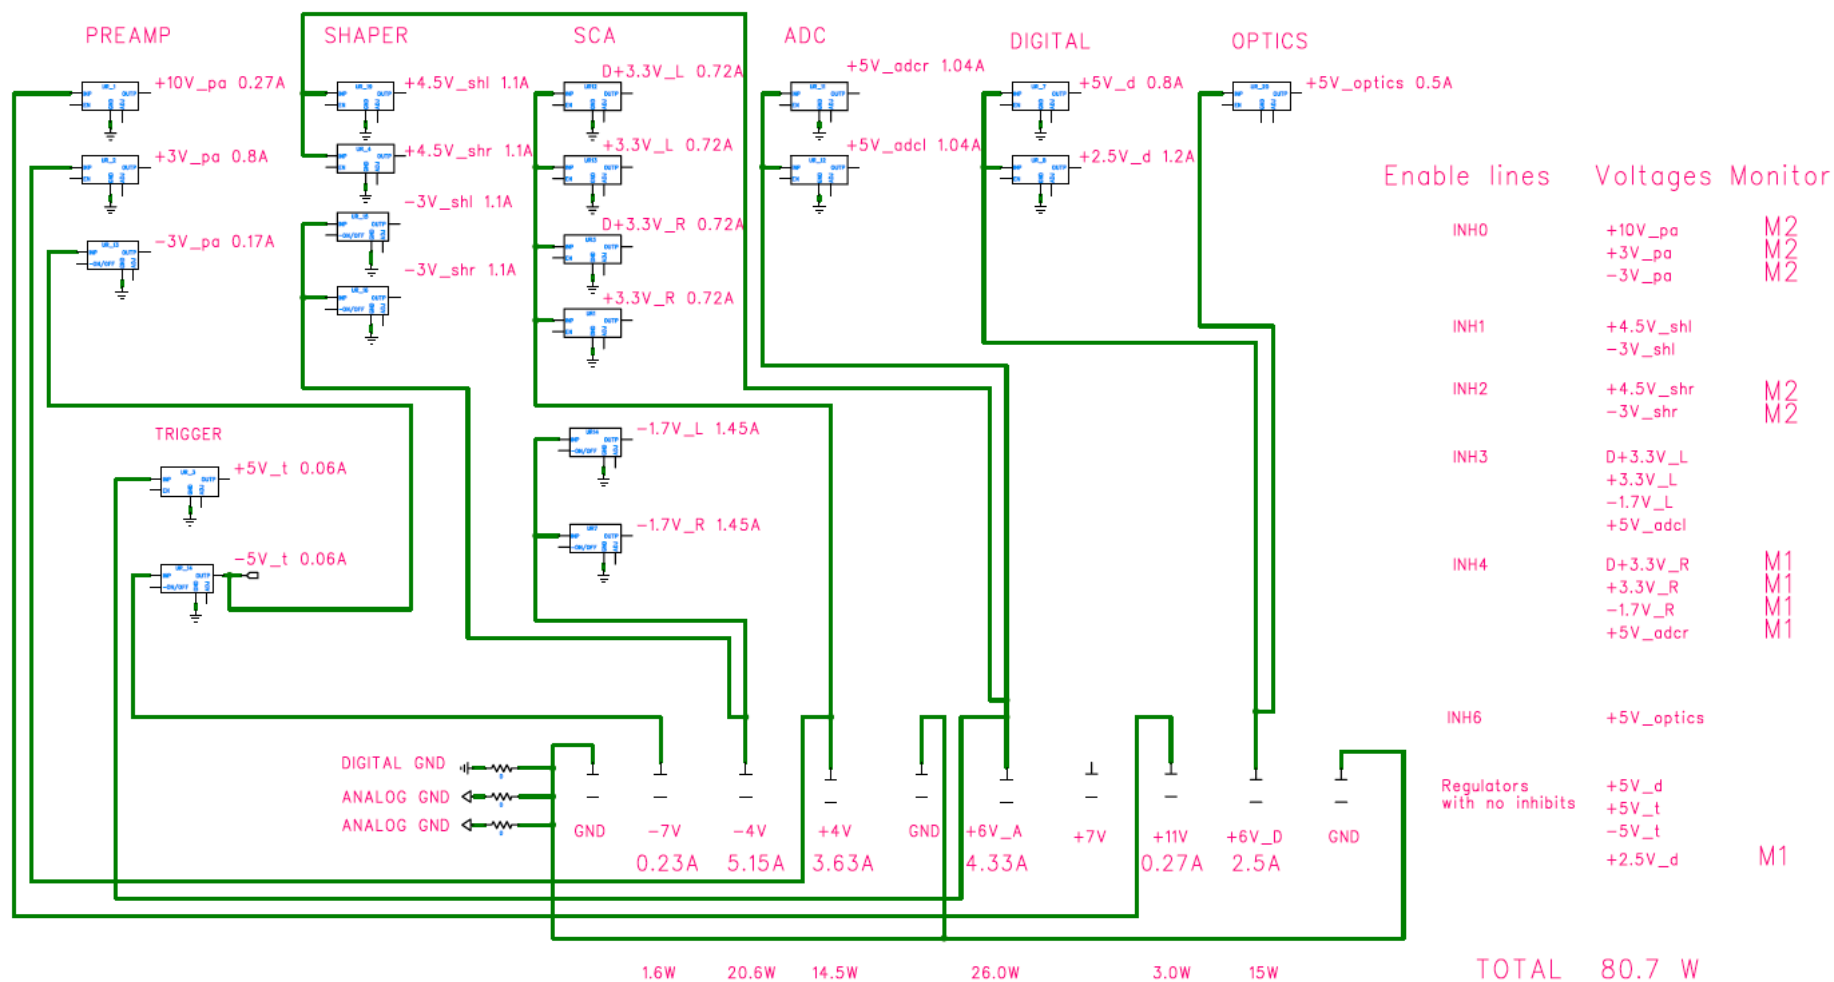 PREAMP
SHAPER
SCA
ADC
DIGITAL
OPTICS
+10V_pa 0.27A
+4.5V_shl 1.1A
D+3.3V_L 0.72A
+5V_adcr 1.04A
+5V_d 0.8A
+5V_optics 0.5A
+3V_pa 0.8A
+4.5V_shr 1.1A
+3.3V_L 0.72A
+5V_adcl 1.04A
+2.5V_d 1.2A
-3V_pa 0.17A
-3V_shl 1.1A
D+3.3V_R 0.72A
-3V_shr 1.1A
+3.3V_R 0.72A
TRIGGER
+5V_t 0.06A
-5V_t 0.06A
-1.7V_L 1.45A
-1.7V_R 1.45A
Enable lines Voltages Monitor
INH0 +10V_pa M2
+3V_pa M2
-3V_pa M2
INH1 +4.5V_shl
-3V_shl
INH2 +4.5V_shr M2
-3V_shr M2
INH3 D+3.3V_L
+3.3V_L
-1.7V_L
+5V_adcl
INH4 D+3.3V_R M1
+3.3V_R M1
-1.7V_R M1
+5V_adcr M1
INH6 +5V_optics
Regulators
with no inhibits
+5V_d
+5V_t
-5V_t
+2.5V_d M1
DIGITAL GND
ANALOG GND
ANALOG GND
GND -7V -4V +4V GND +6V_A +7V +11V +6V_D GND
0.23A 5.15A 3.63A 4.33A 0.27A 2.5A
1.6W 20.6W 14.5W 26.0W 3.0W 15W
TOTAL 80.7 W